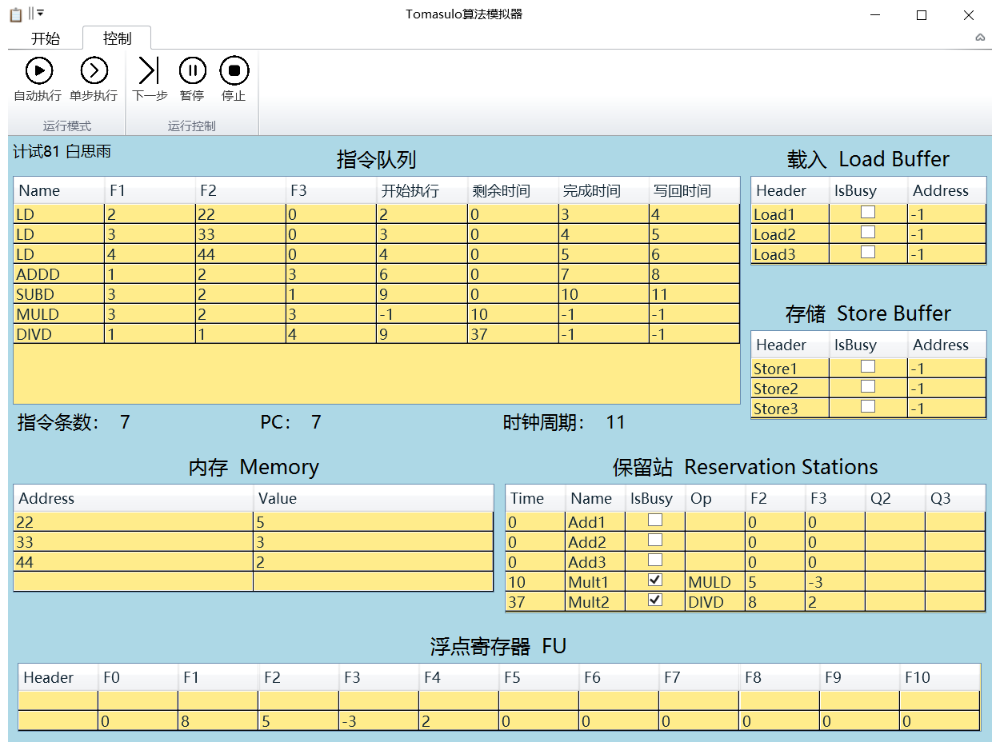 Tomasulo算法模拟器
开始 控制
自动执行 单步执行 下一步 暂停 停止
运行模式 运行控制
计试81 白思雨
指令队列
Name F1 F2 F3 开始执行 剩余时间 完成时间 写回时间
LD 2 22 0 2 0 3 4
LD 3 33 0 3 0 4 5
LD 4 44 0 4 0 5 6
ADDD 1 2 3 6 0 7 8
SUBD 3 2 1 9 0 10 11
MULD 3 2 3 -1 10 -1 -1
DIVD 1 1 4 9 37 -1 -1
指令条数： 7 PC： 7 时钟周期： 11
载入 Load Buffer
Header IsBusy Address
Load1 -1
Load2 -1
Load3 -1
存储 Store Buffer
Header IsBusy Address
Store1 -1
Store2 -1
Store3 -1
内存 Memory
Address Value
22 5
33 3
44 2
保留站 Reservation Stations
Time Name IsBusy Op F2 F3 Q2 Q3
0 Add1 0 0
0 Add2 0 0
0 Add3 0 0
10 Mult1 MULD 5 -3
37 Mult2 DIVD 8 2
浮点寄存器 FU
Header F0 F1 F2 F3 F4 F5 F6 F7 F8 F9 F10
0 8 5 -3 2 0 0 0 0 0 0